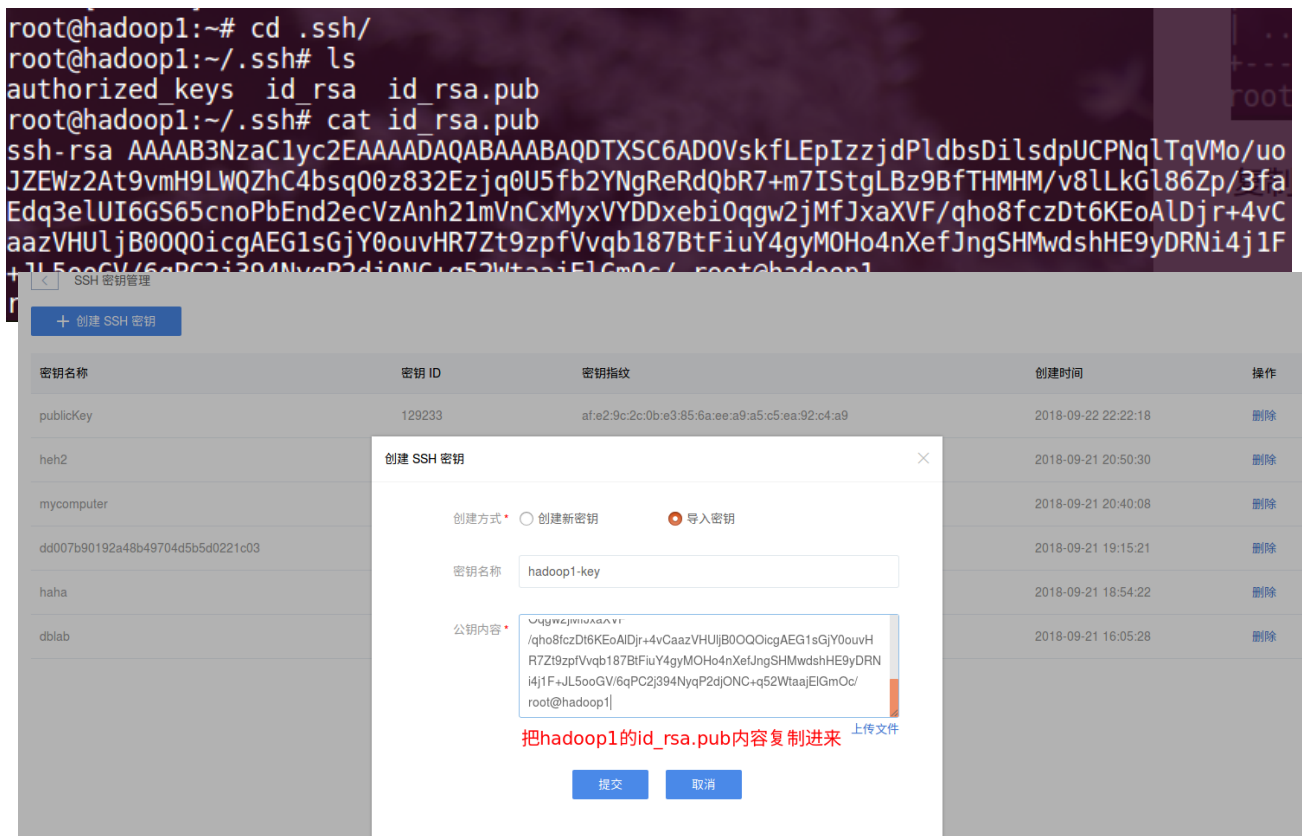 root@hadoop1:~# cd .ssh/
root@hadoop1:~/.ssh# ls
authorized_keys id_rsa id_rsa.pub
root@hadoop1:~/.ssh# cat id_rsa.pub
ssh-rsa AAAAB3NzaC1yc2EAAAADAQABAAABAQDTXSC6ADOVskfLEpIzzjdPldbsDilsdpUCPNqlTqVMo/uo
JZEWz2At9vmH9LWQZhC4bsqO0z832Ezjq0U5fb2YNgReRdQbR7+m7IStgLBz9BfTHMHM/v8lLkGl86Zp/3fa
Edq3elUI6GS65cnoPbEnd2ecVzAnh21mVnCxMyxVYDDxebiOqgw2jMfJxaXVF/qho8fczDt6KEoAlDjr+4vC
aazVHUljB0OQOicgAEG1sGjY0ouvHR7Zt9zpfVvqb187BtFiuY4gyMOHo4nXefJngSHMwdshHE9yDRNi4j1F
+JL5ooGV/6qPC2j394NyqP2djONC+q52WtaajElGmOc/ root@hadoop1
SSH 密钥管理
+ 创建 SSH 密钥
密钥名称 密钥 ID 密钥指纹 创建时间 操作
publicKey 129233 af:e2:9c:2c:0b:e3:85:6a:ee:a9:a5:c5:ea:92:c4:a9 2018-09-22 22:22:18 删除
heh2 2018-09-21 20:50:30 删除
mycomputer 2018-09-21 20:40:08 删除
dd007b90192a48b49704d5b5d0221c03 2018-09-21 19:15:21 删除
haha 2018-09-21 18:54:22 删除
dblab 2018-09-21 16:05:28 删除
创建 SSH 密钥
创建方式* 创建新密钥 导入密钥
密钥名称 hadoop1-key
公钥内容*
Oqgw2jMfJxaXVF
/qho8fczDt6KEoAlDjr+4vCaazVHUljB0OQOicgAEG1sGjY0ouvH
R7Zt9zpfVvqb187BtFiuY4gyMOHo4nXefJngSHMwdshHE9yDRN
i4j1F+JL5ooGV/6qPC2j394NyqP2djONC+q52WtaajElGmOc/
root@hadoop1
上传文件
把hadoop1的id_rsa.pub内容复制进来
提交 取消